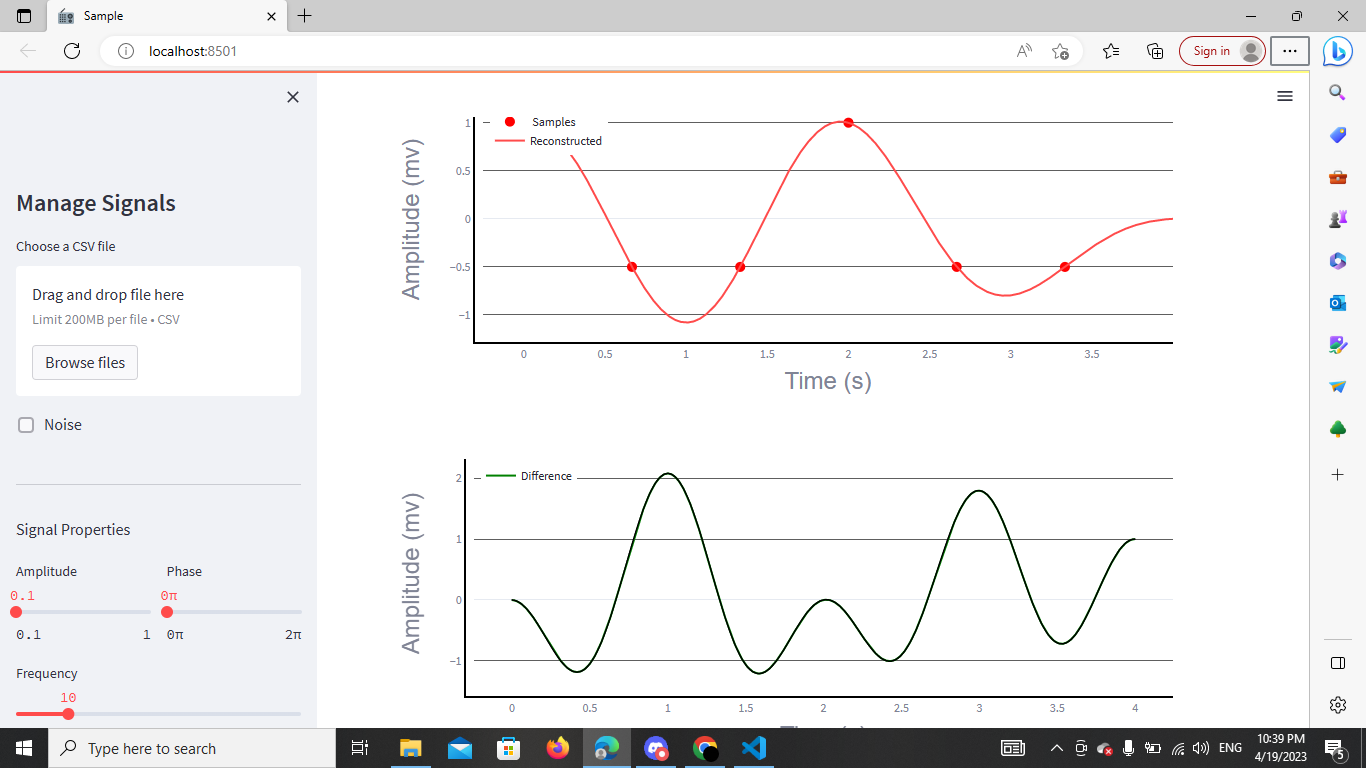 Sample
localhost:8501
Sign in
Manage Signals
Choose a CSV file
Drag and drop file here
Limit 200MB per file • CSV
Browse files
Noise
Signal Properties
Amplitude
Phase
0.1
0π
0.1
1
0π
2π
Frequency
10
Samples
Reconstructed
Amplitude (mv)
1
0.5
0
−0.5
−1
0
0.5
1
1.5
2
2.5
3
3.5
Time (s)
Difference
Amplitude (mv)
2
1
0
−1
0
0.5
1
1.5
2
2.5
3
3.5
4
Type here to search
ENG
10:39 PM
4/19/2023
5